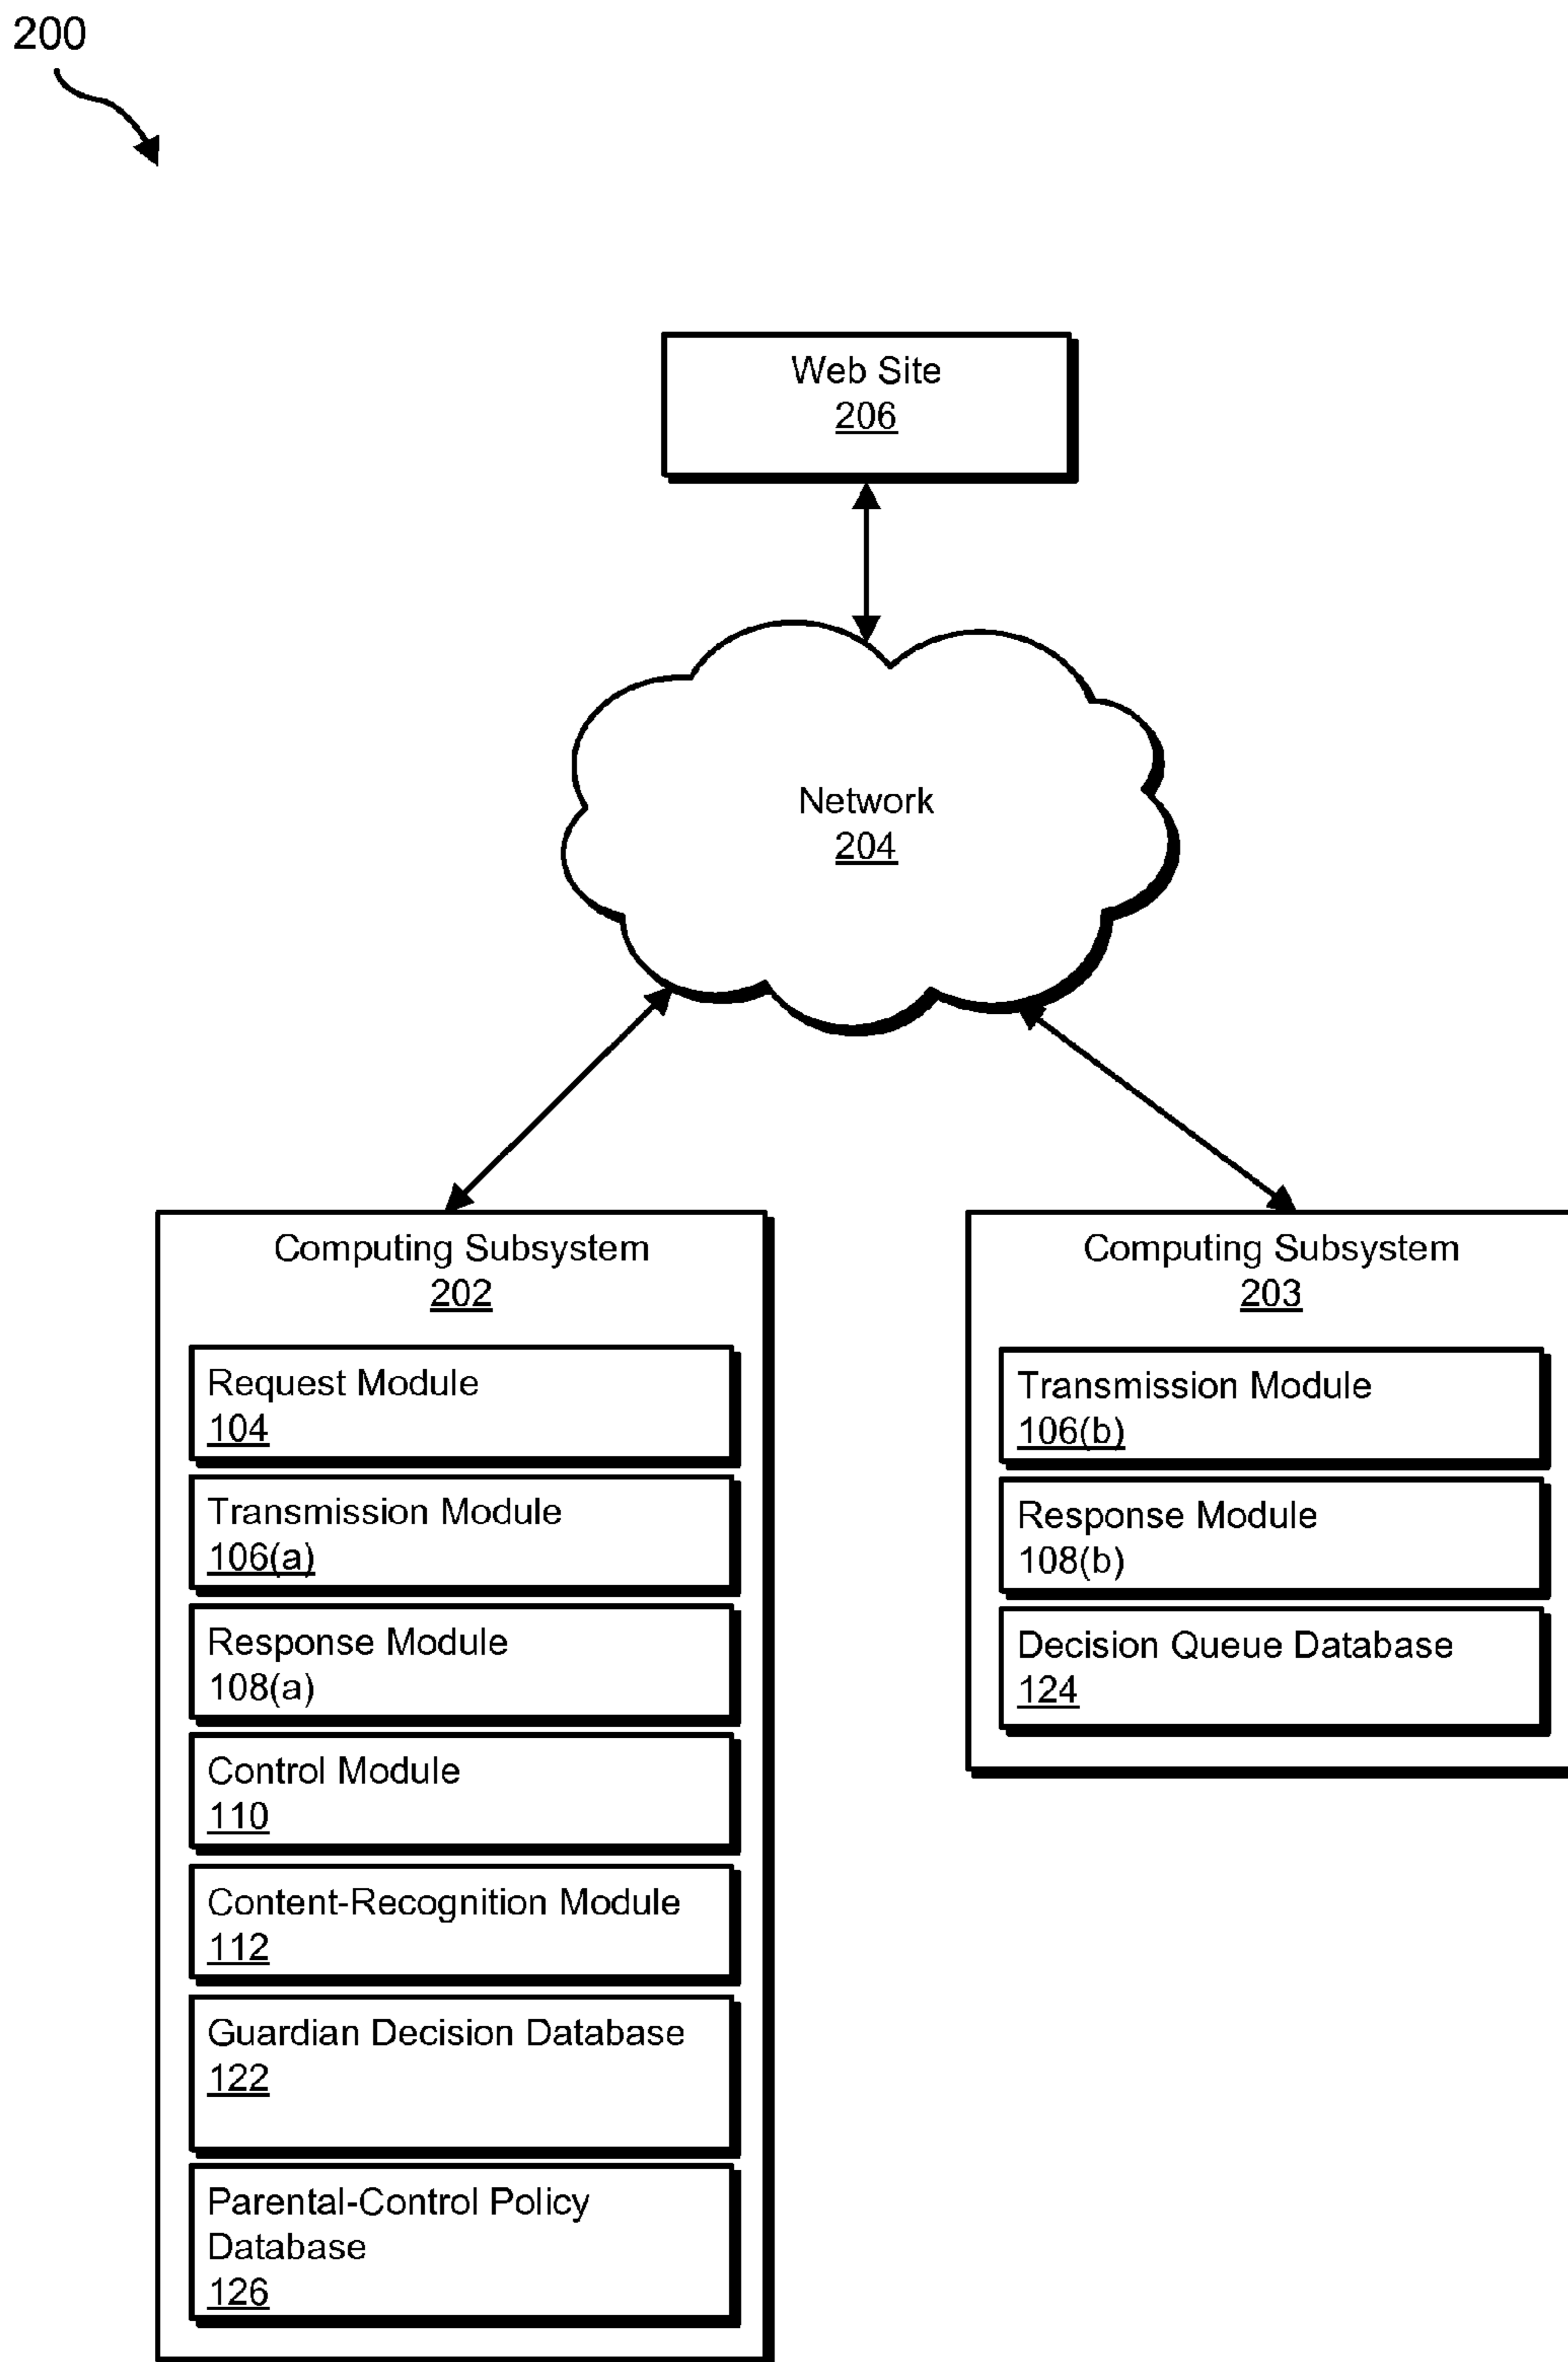 200
Web Site
206
Network
204
Computing Subsystem
202
Request Module
104
Transmission Module
106(a)
Response Module
108(a)
Control Module
110
Content-Recognition Module
112
Guardian Decision Database
122
Parental-Control Policy
Database
126
Computing Subsystem
203
Transmission Module
106(b)
Response Module
108(b)
Decision Queue Database
124